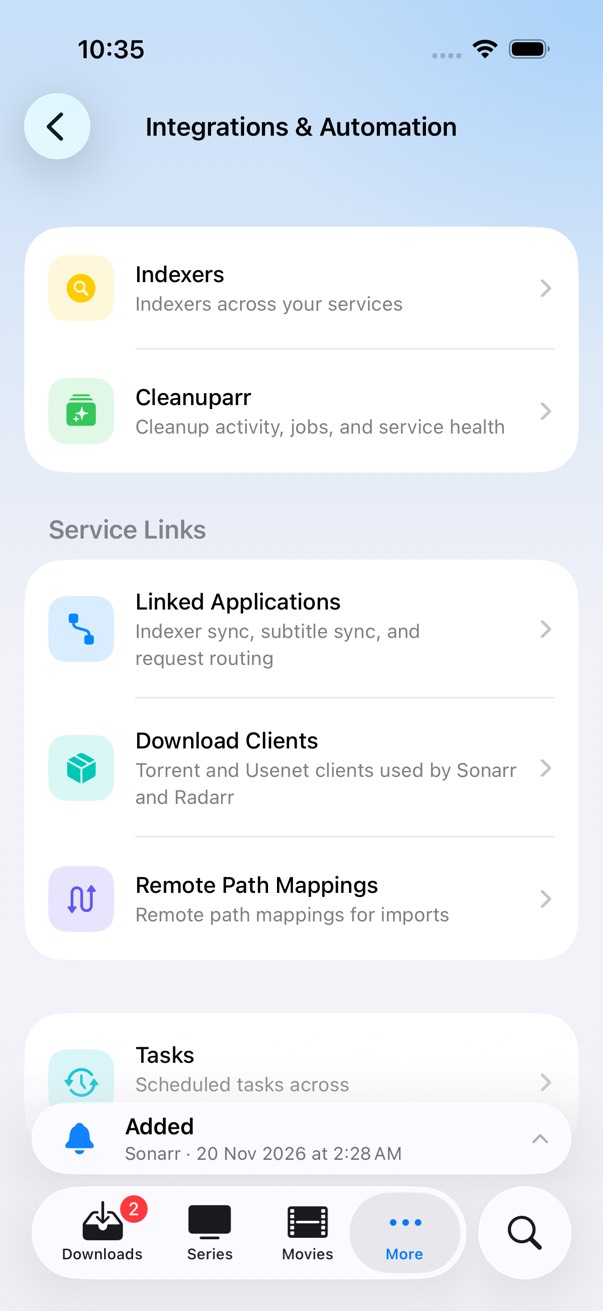 10:35
Integrations & Automation
Indexers
Indexers across your services
Cleanuparr
Cleanup activity, jobs, and service health
Service Links
Linked Applications
Indexer sync, subtitle sync, and
request routing
Download Clients
Torrent and Usenet clients used by Sonarr
and Radarr
Remote Path Mappings
Remote path mappings for imports
Tasks
Scheduled tasks across
Added
Sonarr · 20 Nov 2026 at 2:28 AM
2
Downloads
Series
Movies
More